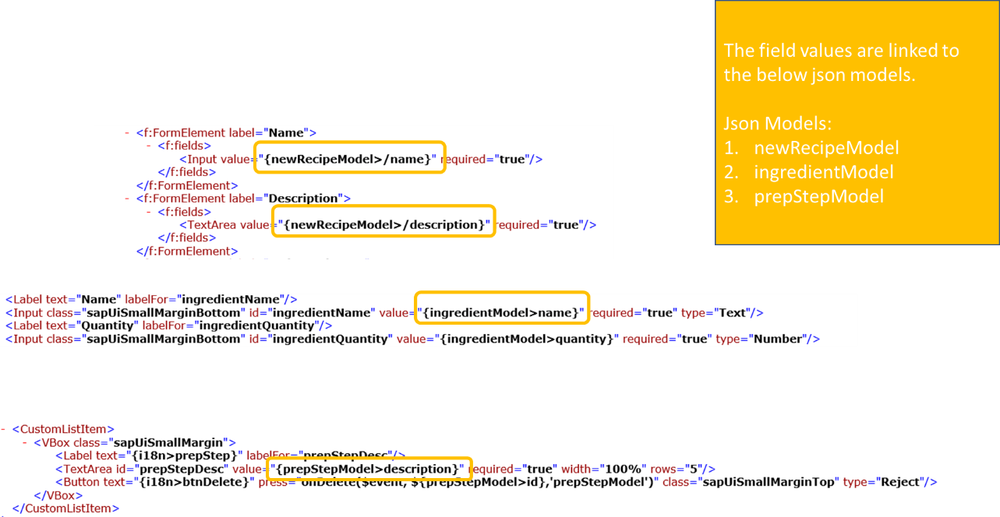 The field values are linked to
the below json models.
Json Models:
1. newRecipeModel
2. ingredientModel
3. prepStepModel
- <f:FormElement label="Name">
- <f:fields>
<Input value="{newRecipeModel>/name}" required="true"/>
</f:fields>
</f:FormElement>
- <f:FormElement label="Description">
- <f:fields>
<TextArea value="{newRecipeModel>/description}" required="true"/>
</f:fields>
</f:FormElement>
<Label text="Name" labelFor="ingredientName"/>
<Input class="sapUiSmallMarginBottom" id="ingredientName" value="{ingredientModel>name}" required="true" type="Text"/>
<Label text="Quantity" labelFor="ingredientQuantity"/>
<Input class="sapUiSmallMarginBottom" id="ingredientQuantity" value="{ingredientModel>quantity}" required="true" type="Number"/>
- <CustomListItem>
- <VBox class="sapUiSmallMargin">
<Label text="{i18n>prepStep}" labelFor="prepStepDesc"/>
<TextArea id="prepStepDesc" value="{prepStepModel>description}" required="true" width="100%" rows="5"/>
<Button text="{i18n>btnDelete}" press="onDelete($event, ${prepStepModel>id},'prepStepModel')" class="sapUiSmallMarginTop" type="Reject"/>
</VBox>
</CustomListItem>